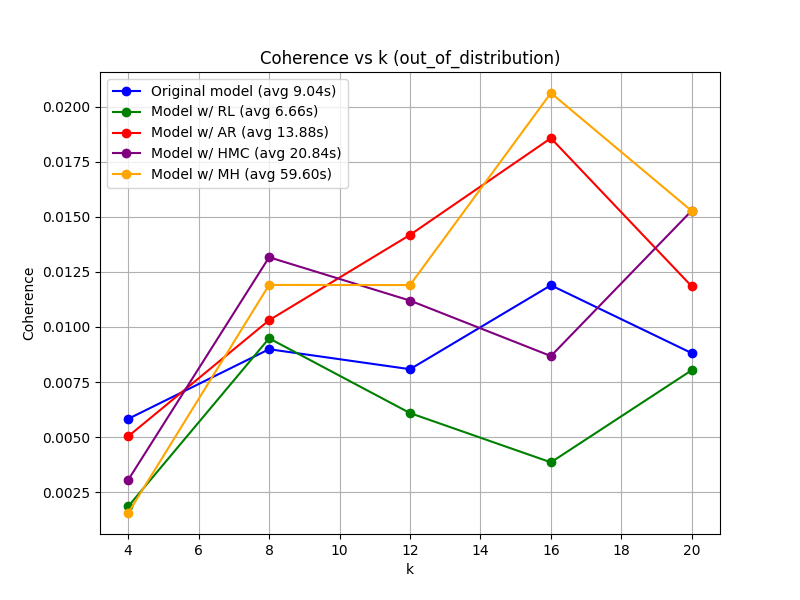 Coherence vs k (out_of_distribution)
Original model (avg 9.04s)
Model w/ RL (avg 6.66s)
Model w/ AR (avg 13.88s)
Model w/ HMC (avg 20.84s)
Model w/ MH (avg 59.60s)
Coherence
0.0200
0.0175
0.0150
0.0125
0.0100
0.0075
0.0050
0.0025
4 6 8 10 12 14 16 18 20
k